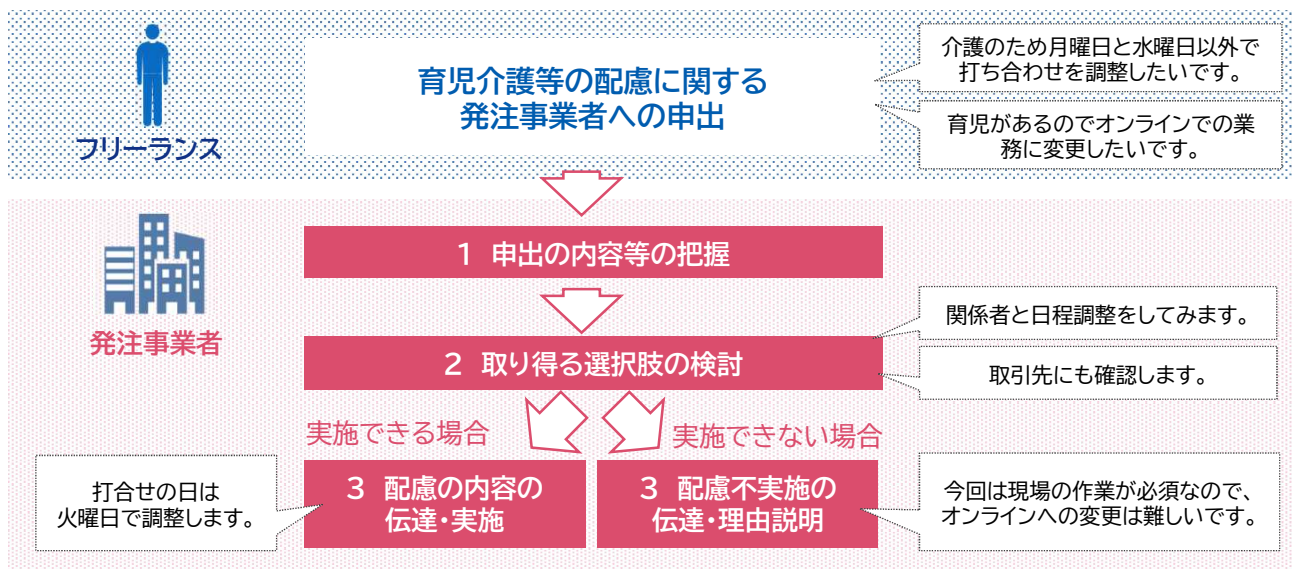 育児介護等の配慮に関する
発注事業者への申出
介護のため月曜日と水曜日以外で
打ち合わせを調整したいです。
育児があるのでオンラインでの業
務に変更したいです。
フリーランス
1 申出の内容等の把握
発注事業者
2 取り得る選択肢の検討
関係者と日程調整をしてみます。
取引先にも確認します。
実施できる場合
実施できない場合
打合せの日は
火曜日で調整します。
3 配慮の内容の
伝達・実施
3 配慮不実施の
伝達・理由説明
今回は現場の作業が必須なので、
オンラインへの変更は難しいです。